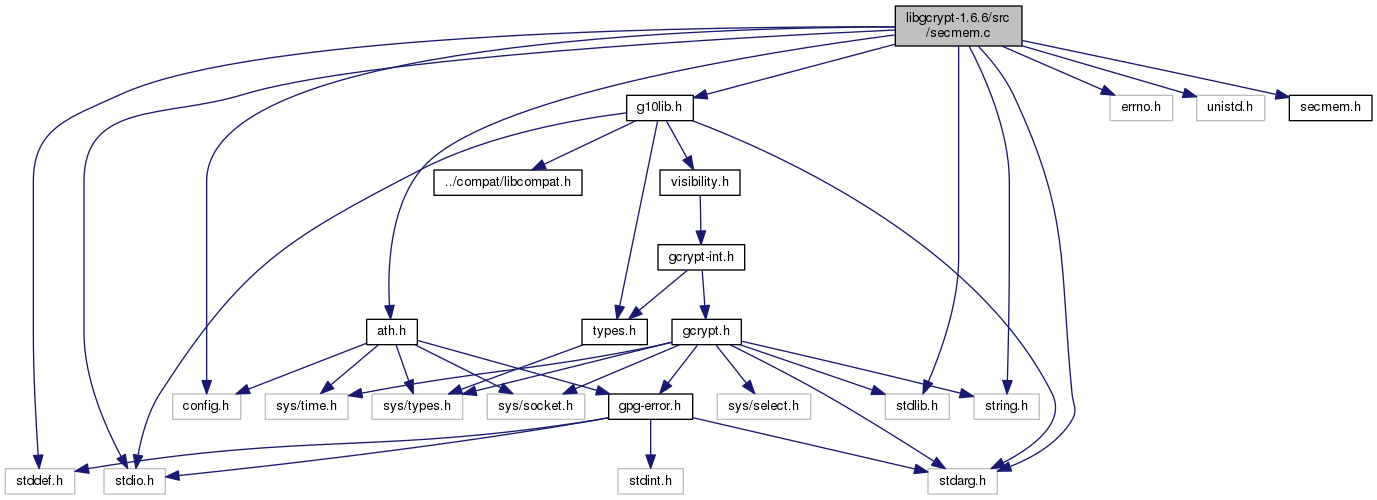 libgcrypt-1.6.6/src
/secmem.c
g10lib.h
errno.h
unistd.h
secmem.h
../compat/libcompat.h
visibility.h
gcrypt-int.h
ath.h
types.h
gcrypt.h
config.h
sys/time.h
sys/types.h
sys/socket.h
gpg-error.h
sys/select.h
stdlib.h
string.h
stddef.h
stdio.h
stdint.h
stdarg.h